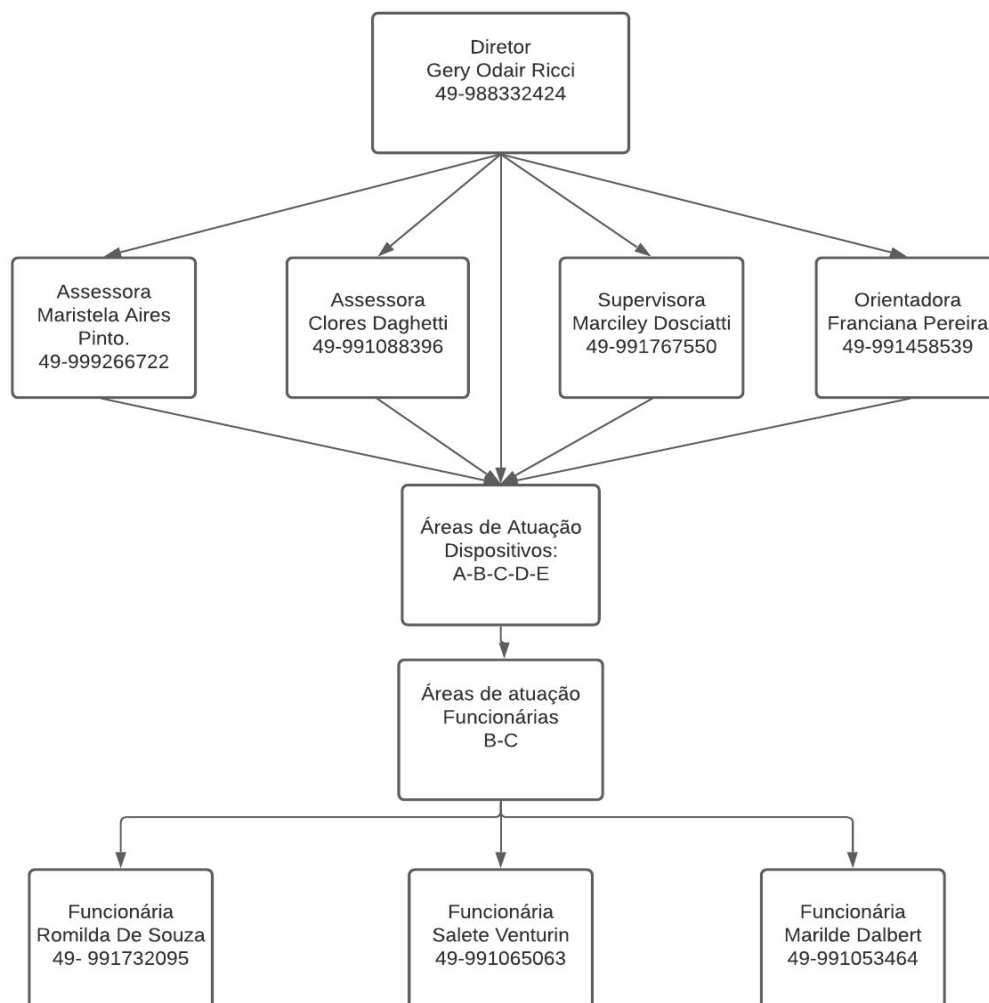 Diretor
Gery Odair Ricci
49-988332424
Assessora
Maristela Aires
Pinto.
49-999266722
Assessora
Clores Daghetti
49-991088396
Supervisora
Marciley Dosciatti
49-991767550
Orientadora
Franciana Pereira
49-991458539
Áreas de Atuação
Dispositivos:
A-B-C-D-E
Áreas de atuação
Funcionárias
B-C
Funcionária
Romilda De Souza
49- 991732095
Funcionária
Salete Venturin
49-991065063
Funcionária
Marilde Dalbert
49-991053464